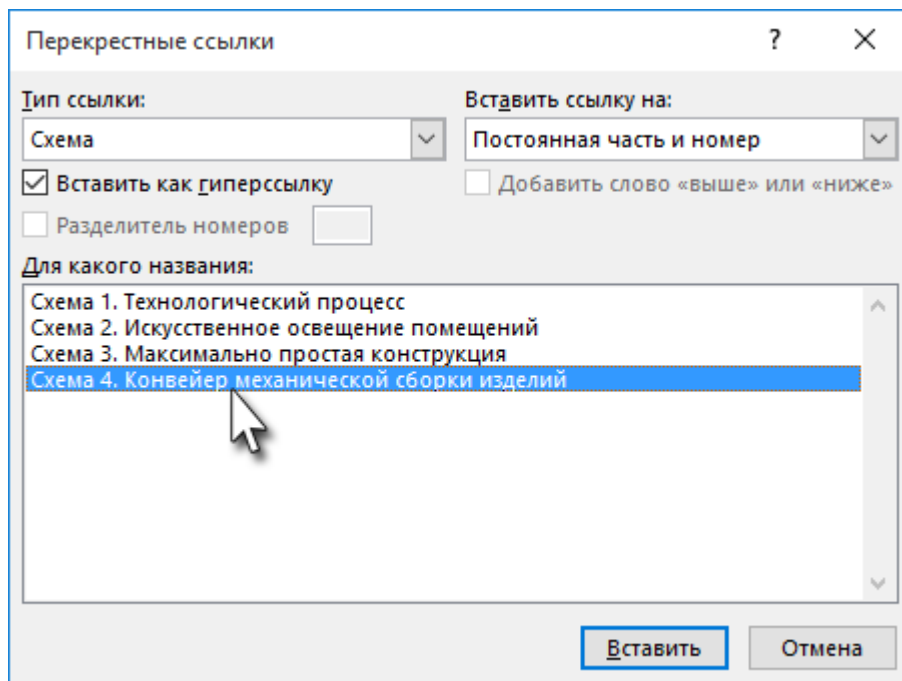 Перекрестные ссылки ?
Тип ссылки: Вставить ссылку на:
Схема Постоянная часть и номер
Вставить как гиперссылку Добавить слово «выше» или «ниже»
Разделитель номеров
Для какого названия:
Схема 1. Технологический процесс
Схема 2. Искусственное освещение помещений
Схема 3. Максимально простая конструкция
Схема 4. Конвейер механической сборки изделий
Вставить Отмена